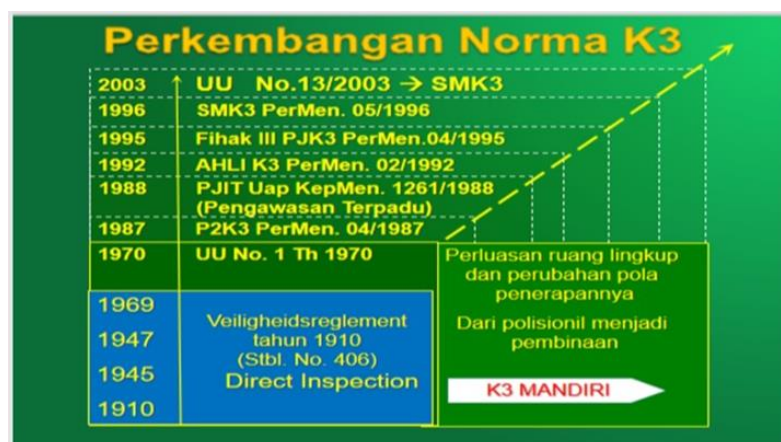 Perkembangan Norma K3
2003 UU No.13/2003 → SMK3
1996 SMK3 PerMen. 05/1996
1995 Fihak III PJK3 PerMen.04/1995
1992 AHLI K3 PerMen. 02/1992
1988 PJIT Uap KepMen. 1261/1988
(Pengawasan Terpadu)
1987 P2K3 PerMen. 04/1987
1970 UU No. 1 Th 1970
1969
1947
1945
1910
Veiligheidsreglement
tahun 1910
(Stbl. No. 406)
Direct Inspection
Perluasan ruang lingkup
dan perubahan pola
penerapannya
Dari polisionil menjadi
pembinaan
K3 MANDIRI